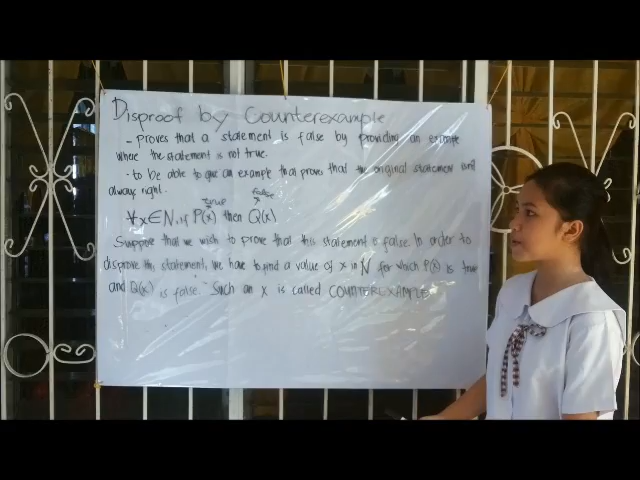 Disproof by Counterexample
- proves that a statement is false by providing an example
where the statement is not true.
- to be able to give an example that proves that the original statement isn't
always right.
true false
∀x∈N, if P(x) then Q(x)
Suppose that we wish to prove that this statement is false. In order to
disprove this statement, we have to find a value of x in N for which P(x) is true
and Q(x) is false. Such an x is called COUNTEREXAMPLE